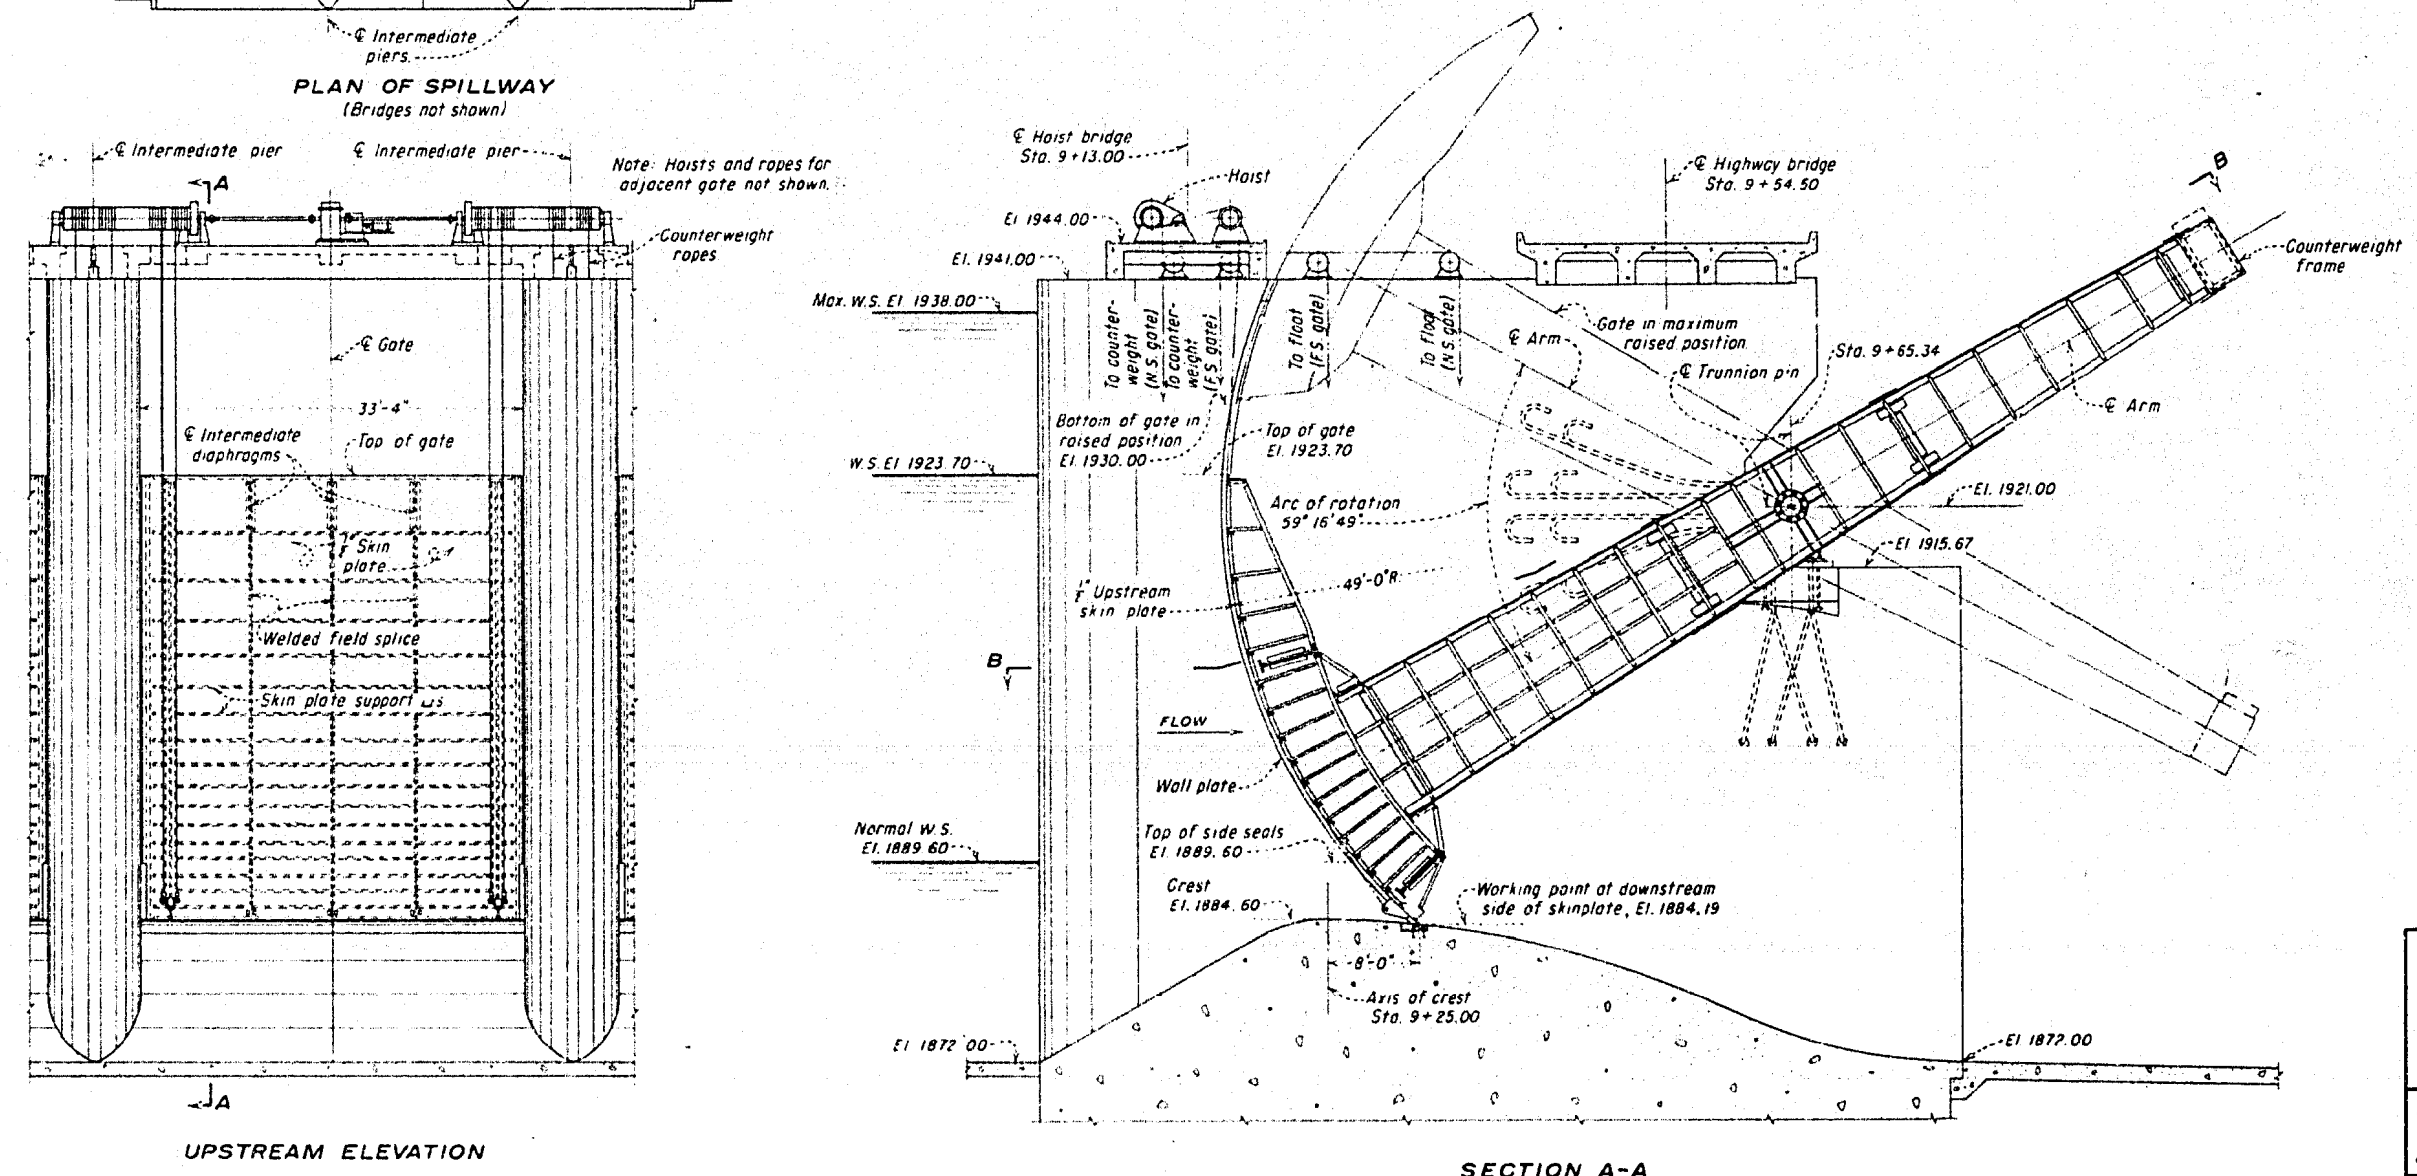 ℄ Intermediate
piers.
PLAN OF SPILLWAY
(Bridges not shown)
℄ Intermediate pier
℄ Intermediate pier
Note: Hoists and ropes for
adjacent gate not shown.
A
Counterweight
ropes
℄ Gate
33'-4"
℄ Intermediate
diaphragms
Top of gate
Skin
plate
Welded field splice
Skin plate support
A
UPSTREAM ELEVATION
℄ Hoist bridge
Sta. 9+13.00
Hoist
El. 1944.00
El. 1941.00
Max. W.S. El. 1938.00
℄ Highway bridge
Sta. 9+54.50
B
Counterweight
frame
To counter-
weight
(N.S. gate)
To counter-
weight
(F.S. gate)
To float
(F.S. gate)
To float
(N.S. gate)
Gate in maximum
raised position
℄ Arm
Sta. 9+65.34
℄ Trunnion pin
℄ Arm
Bottom of gate in
raised position
El. 1930.00
Top of gate
El. 1923.70
W.S. El. 1923.70
Arc of rotation
59° 16' 49"
El. 1921.00
El. 1915.67
Upstream
skin plate
49'-0"R.
B
FLOW
Wall plate
Normal W.S.
El. 1889.60
Top of side seals
El. 1889.60
Crest
El. 1884.60
Working point at downstream
side of skinplate, El. 1884.19
8'-0"
Axis of crest
Sta. 9+25.00
El. 1872.00
El. 1872.00
SECTION A-A